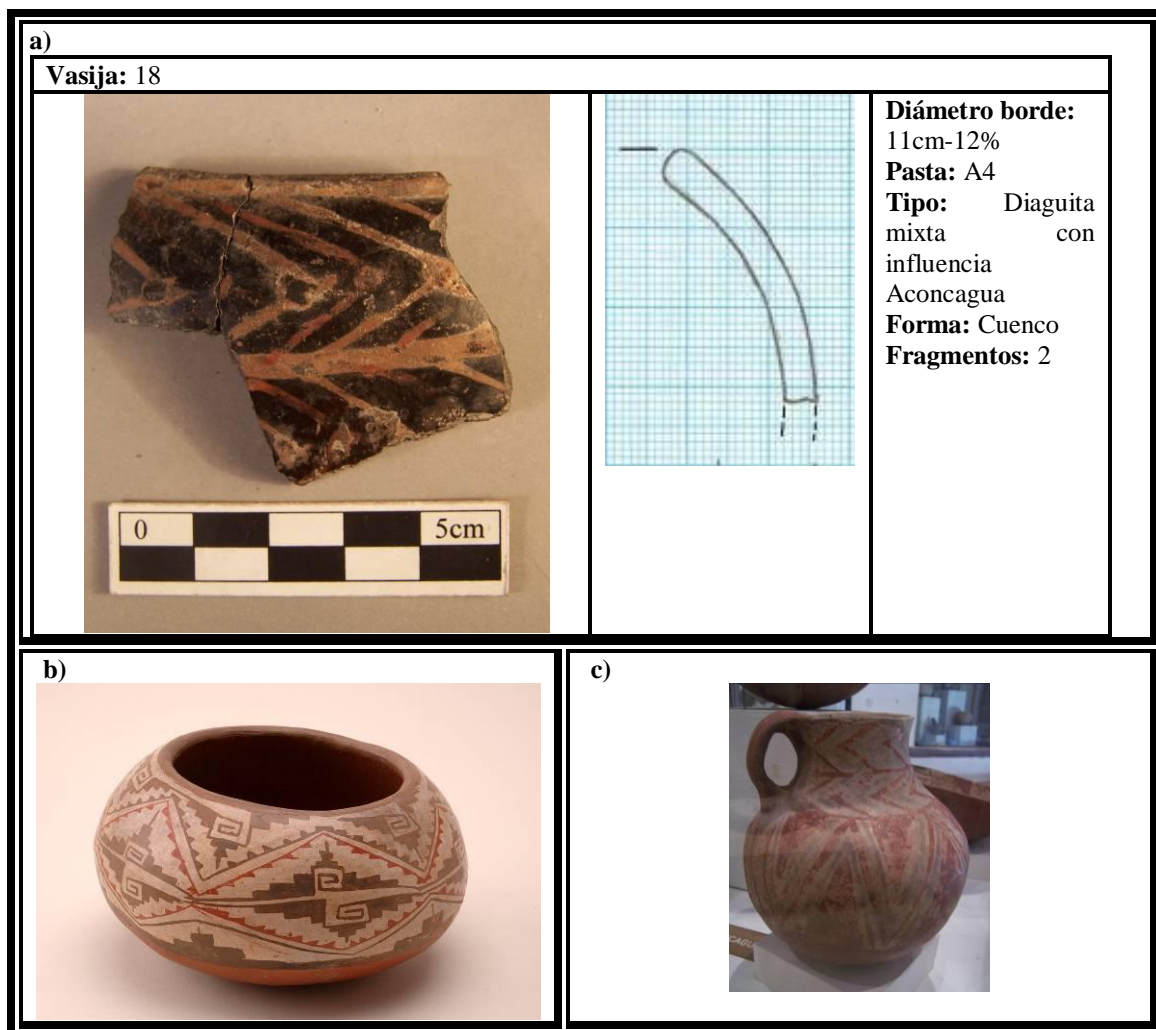 a)
Vasija: 18
Diámetro borde:
11cm-12%
Pasta: A4
Tipo: Diaguita
mixta con
influencia
Aconcagua
Forma: Cuenco
Fragmentos: 2
0 5cm
b)
c)